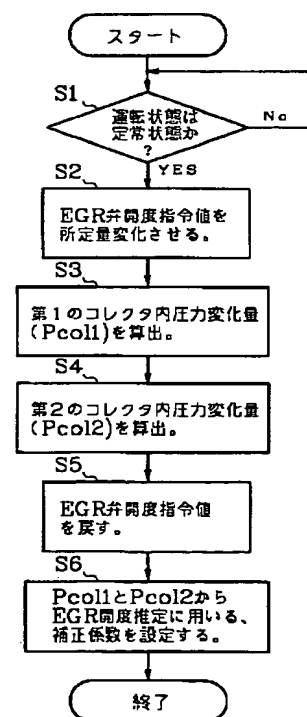 スタート
S1
運転状態は
定常状態か
?
No
YES
S2
EGR弁開度指令値を
所定量変化させる。
S3
第1のコレクタ内圧力変化量
(Pcol1)を算出。
S4
第2のコレクタ内圧力変化量
(Pcol2)を算出。
S5
EGR弁開度指令値
を戻す。
S6
Pcol1とPcol2から
EGR開度推定に用いる、
補正係数を設定する。
終了